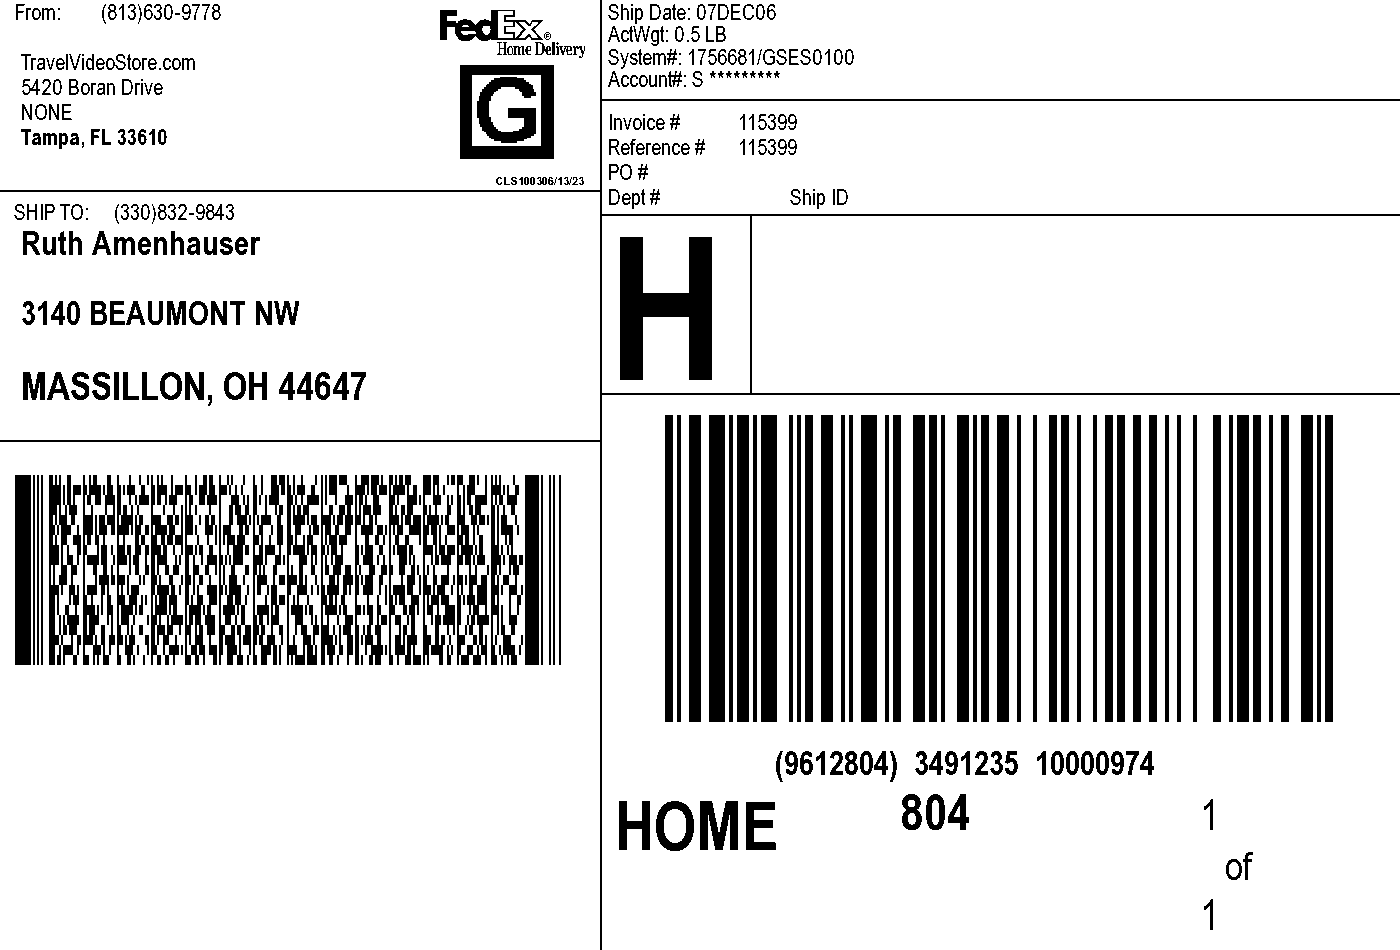 From: (813)630-9778
TravelVideoStore.com
5420 Boran Drive
NONE
Tampa, FL 33610
FedEx®
Home Delivery
G
CLS100306/13/23
Ship Date: 07DEC06
ActWgt: 0.5 LB
System#: 1756681/GSES0100
Account#: S *********
Invoice # 115399
Reference # 115399
PO #
Dept # Ship ID
SHIP TO: (330)832-9843
Ruth Amenhauser
3140 BEAUMONT NW
MASSILLON, OH 44647
H
(9612804) 3491235 10000974
HOME 804 1
of
1